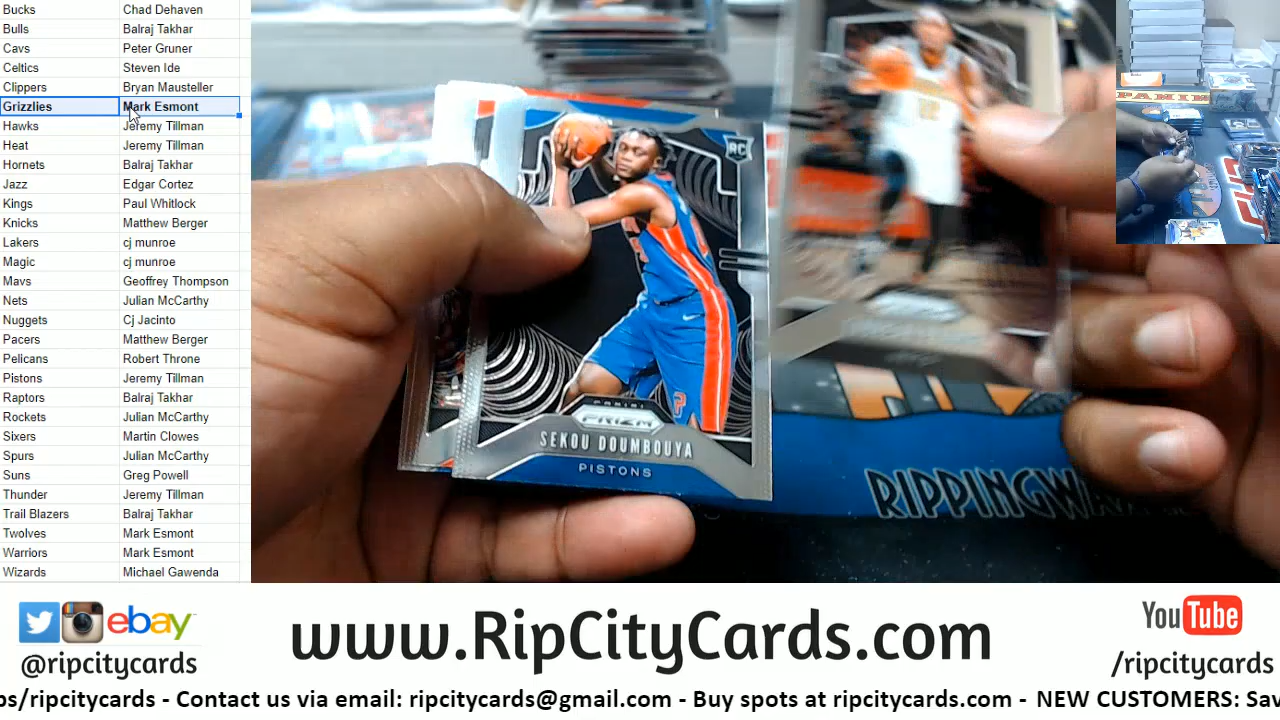 Bucks Chad Dehaven
Bulls Balraj Takhar
Cavs Peter Gruner
Celtics Steven Ide
Clippers Bryan Mausteller
Grizzlies Mark Esmont
Hawks Jeremy Tillman
Heat Jeremy Tillman
Hornets Balraj Takhar
Jazz Edgar Cortez
Kings Paul Whitlock
Knicks Matthew Berger
Lakers cj munroe
Magic cj munroe
Mavs Geoffrey Thompson
Nets Julian McCarthy
Nuggets Cj Jacinto
Pacers Matthew Berger
Pelicans Robert Throne
Pistons Jeremy Tillman
Raptors Balraj Takhar
Rockets Julian McCarthy
Sixers Martin Clowes
Spurs Julian McCarthy
Suns Greg Powell
Thunder Jeremy Tillman
Trail Blazers Balraj Takhar
Twolves Mark Esmont
Warriors Mark Esmont
Wizards Michael Gawenda
RC
PANINI
PRIZM
SEKOU DOUMBOUYA
PISTONS
PANINI
RIPPINGWA
ebay
@ripcitycards
www.RipCityCards.com
YouTube
/ripcitycards
os/ripcitycards - Contact us via email: ripcitycards@gmail.com - Buy spots at ripcitycards.com - NEW CUSTOMERS: Sav